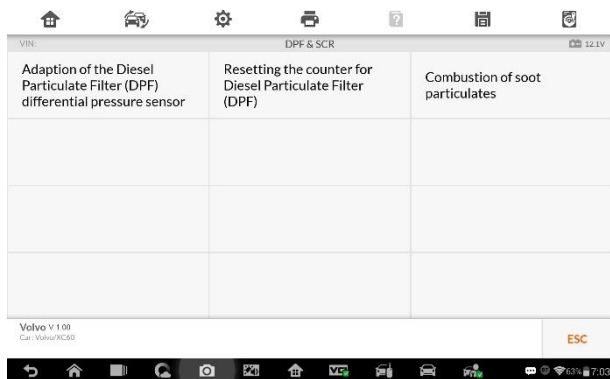 VIN:
DPF & SCR
12.1V
Adaption of the Diesel
Particulate Filter (DPF)
differential pressure sensor
Resetting the counter for
Diesel Particulate Filter
(DPF)
Combustion of soot
particulates
Volvo V 1.00
Car: Volvo/XC60
ESC
63%
7:03